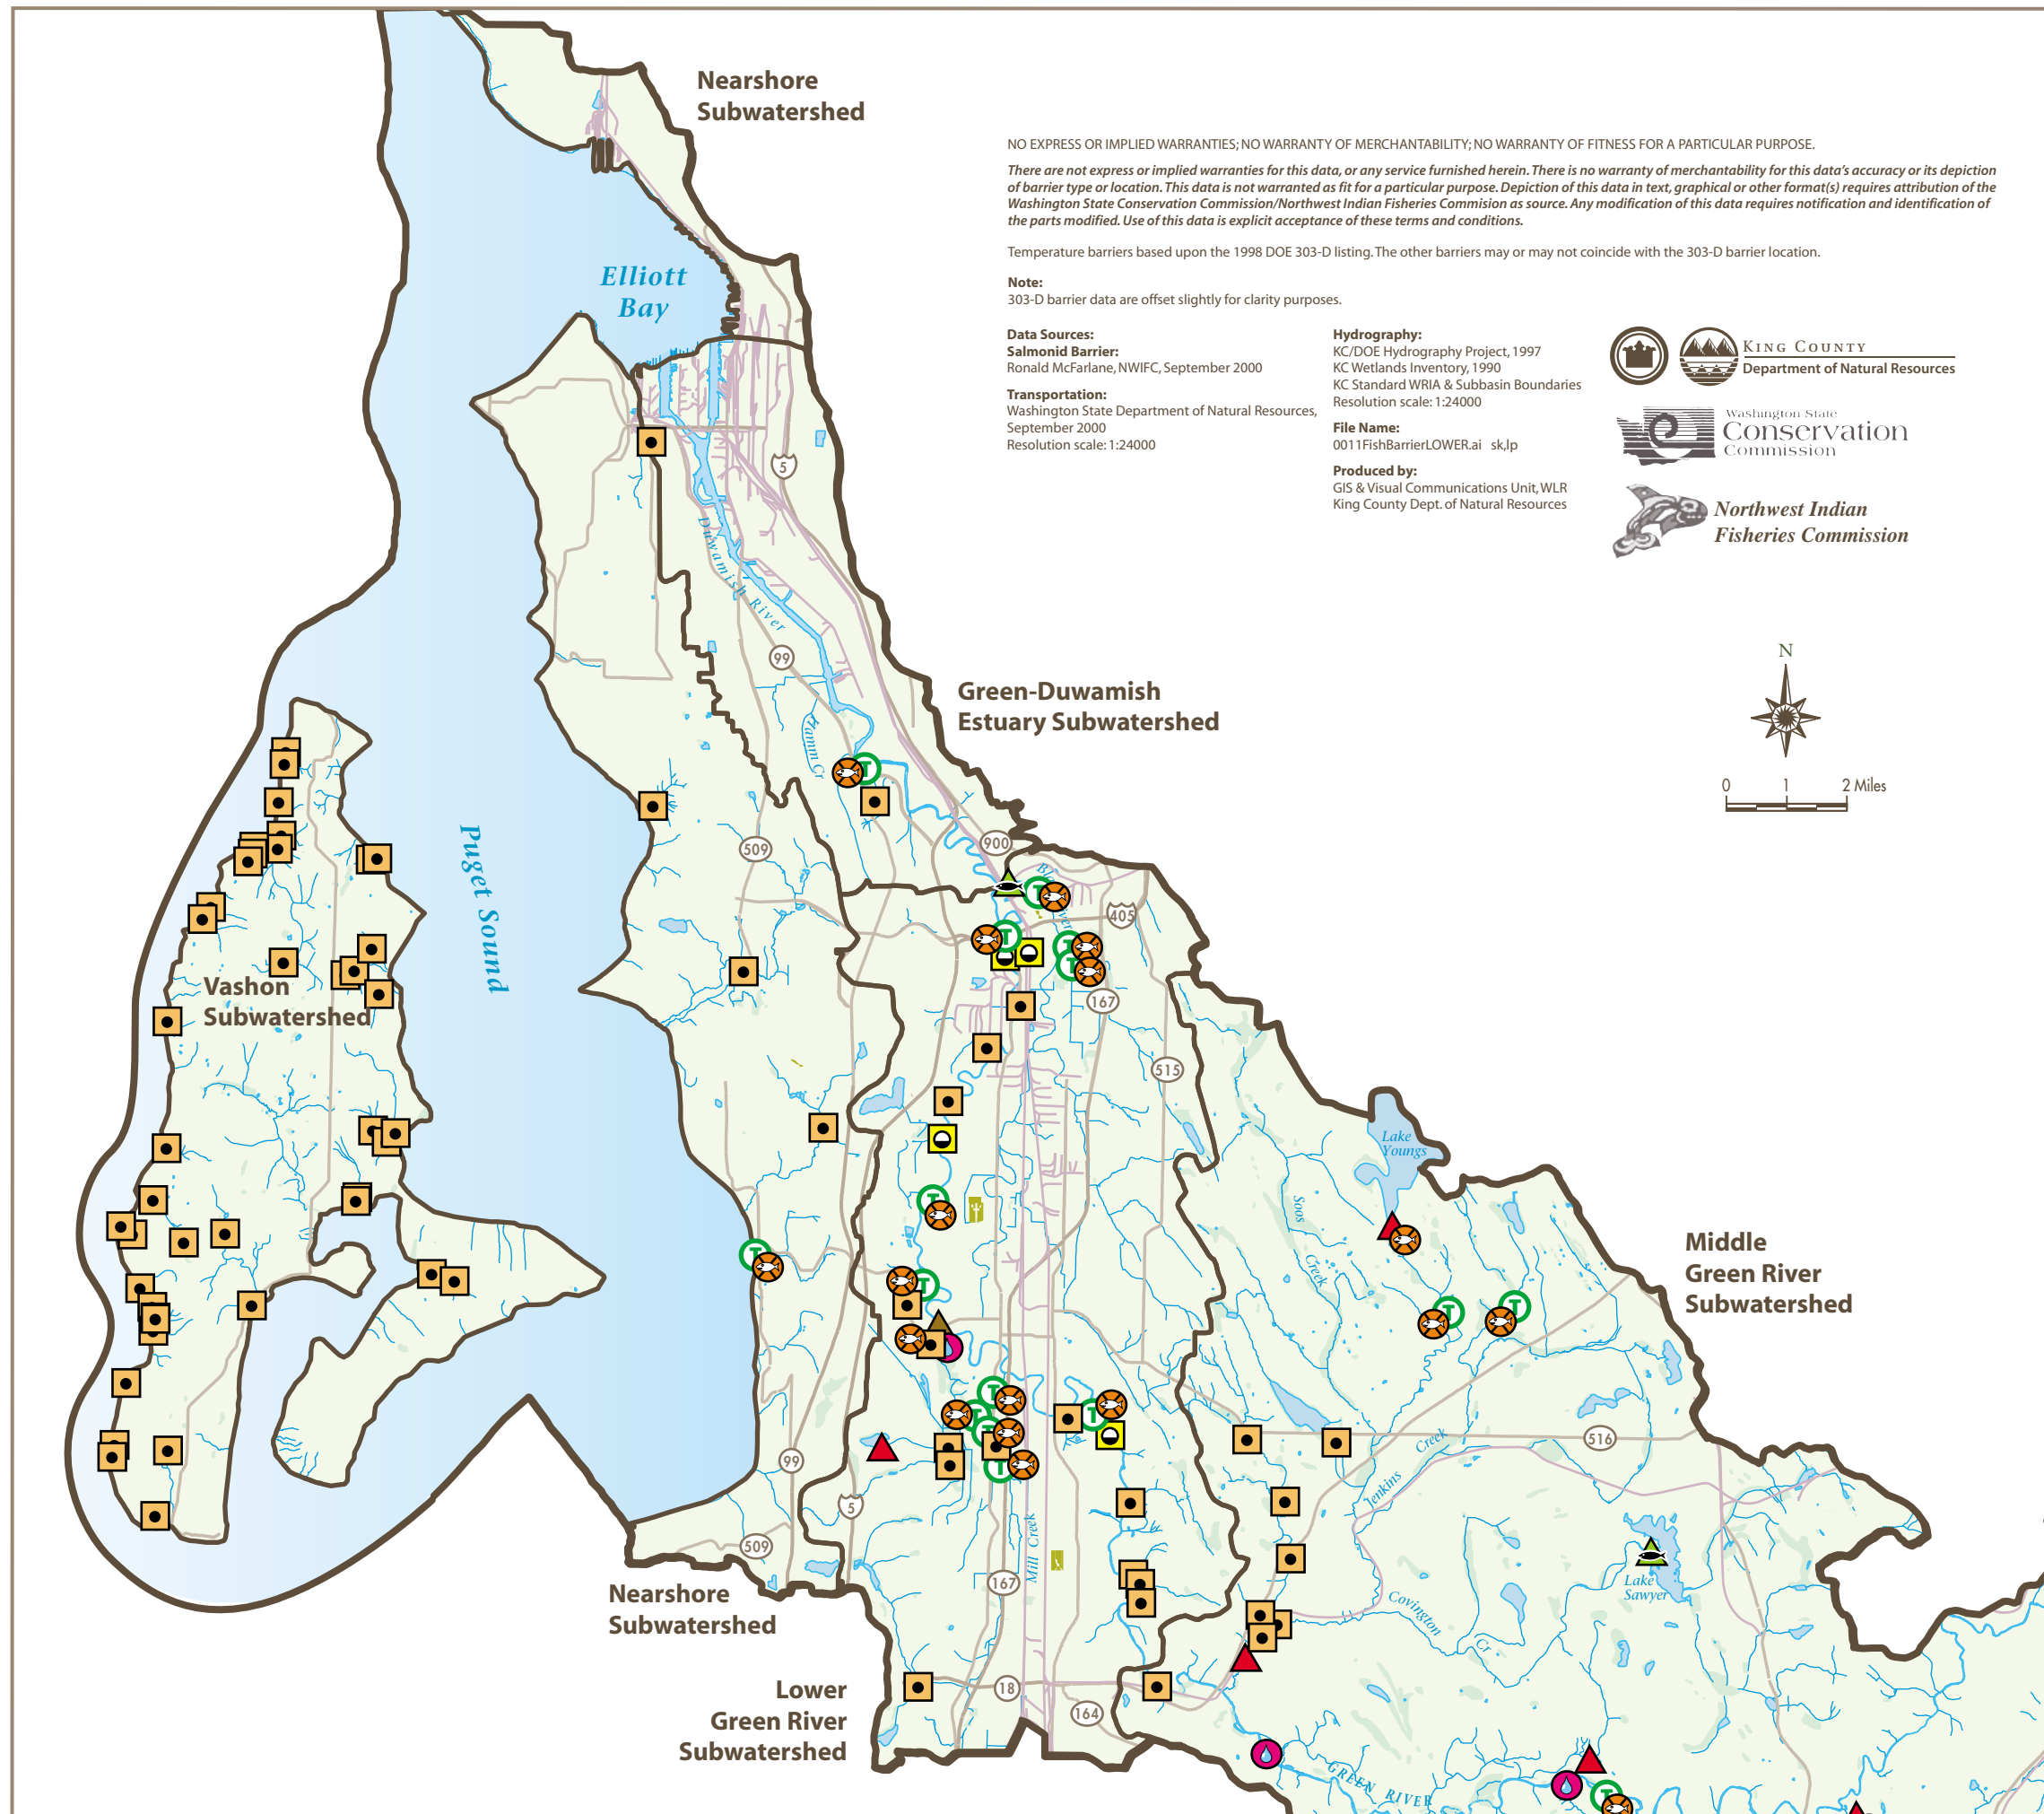 Nearshore
Subwatershed
NO EXPRESS OR IMPLIED WARRANTIES; NO WARRANTY OF MERCHANTABILITY; NO WARRANTY OF FITNESS FOR A PARTICULAR PURPOSE.
There are not express or implied warranties for this data, or any service furnished herein. There is no warranty of merchantability for this data's accuracy or its depiction
of barrier type or location. This data is not warranted as fit for a particular purpose. Depiction of this data in text, graphical or other format(s) requires attribution of the
Washington State Conservation Commission/Northwest Indian Fisheries Commision as source. Any modification of this data requires notification and identification of
the parts modified. Use of this data is explicit acceptance of these terms and conditions.
Temperature barriers based upon the 1998 DOE 303-D listing. The other barriers may or may not coincide with the 303-D barrier location.
Note:
303-D barrier data are offset slightly for clarity purposes.
Data Sources:
Salmonid Barrier:
Ronald McFarlane, NWIFC, September 2000
Transportation:
Washington State Department of Natural Resources,
September 2000
Resolution scale: 1:24000
Hydrography:
KC/DOE Hydrography Project, 1997
KC Wetlands Inventory, 1990
KC Standard WRIA & Subbasin Boundaries
Resolution scale: 1:24000
File Name:
0011FishBarrierLOWER.ai sk,lp
Produced by:
GIS & Visual Communications Unit, WLR
King County Dept. of Natural Resources
KING COUNTY
Department of Natural Resources
Washington State
Conservation
Commission
Northwest Indian
Fisheries Commission
N
0 1 2 Miles
Elliott
Bay
5
Duwamish River
99
Hamm Cr
Green-Duwamish
Estuary Subwatershed
T
509
900
Puget Sound
T
River
405
T
T
T
Vashon
Subwatershed
167
515
Lake
Youngs
Soos
Creek
T
T
T
Middle
Green River
Subwatershed
T
T
T
T
T
T
T
516
Creek
Jenkins
99
5
509
Mill Creek
167
Lake
Sawyer
Covington
Cr
Nearshore
Subwatershed
18
164
Lower
Green River
Subwatershed
GREEN RIVER
T